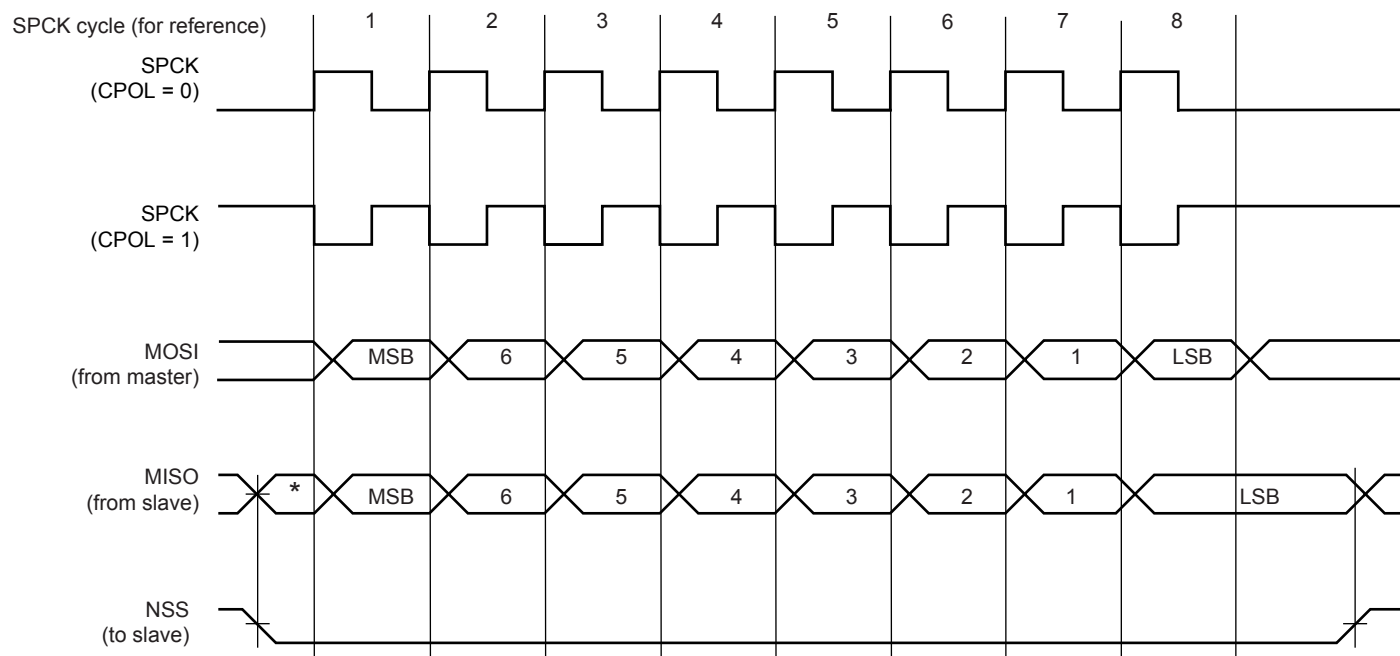 SPCK cycle (for reference) 1 2 3 4 5 6 7 8
SPCK
(CPOL = 0)
SPCK
(CPOL = 1)
MOSI
(from master)
MSB 6 5 4 3 2 1 LSB
MISO
(from slave)
* MSB 6 5 4 3 2 1 LSB
NSS
(to slave)